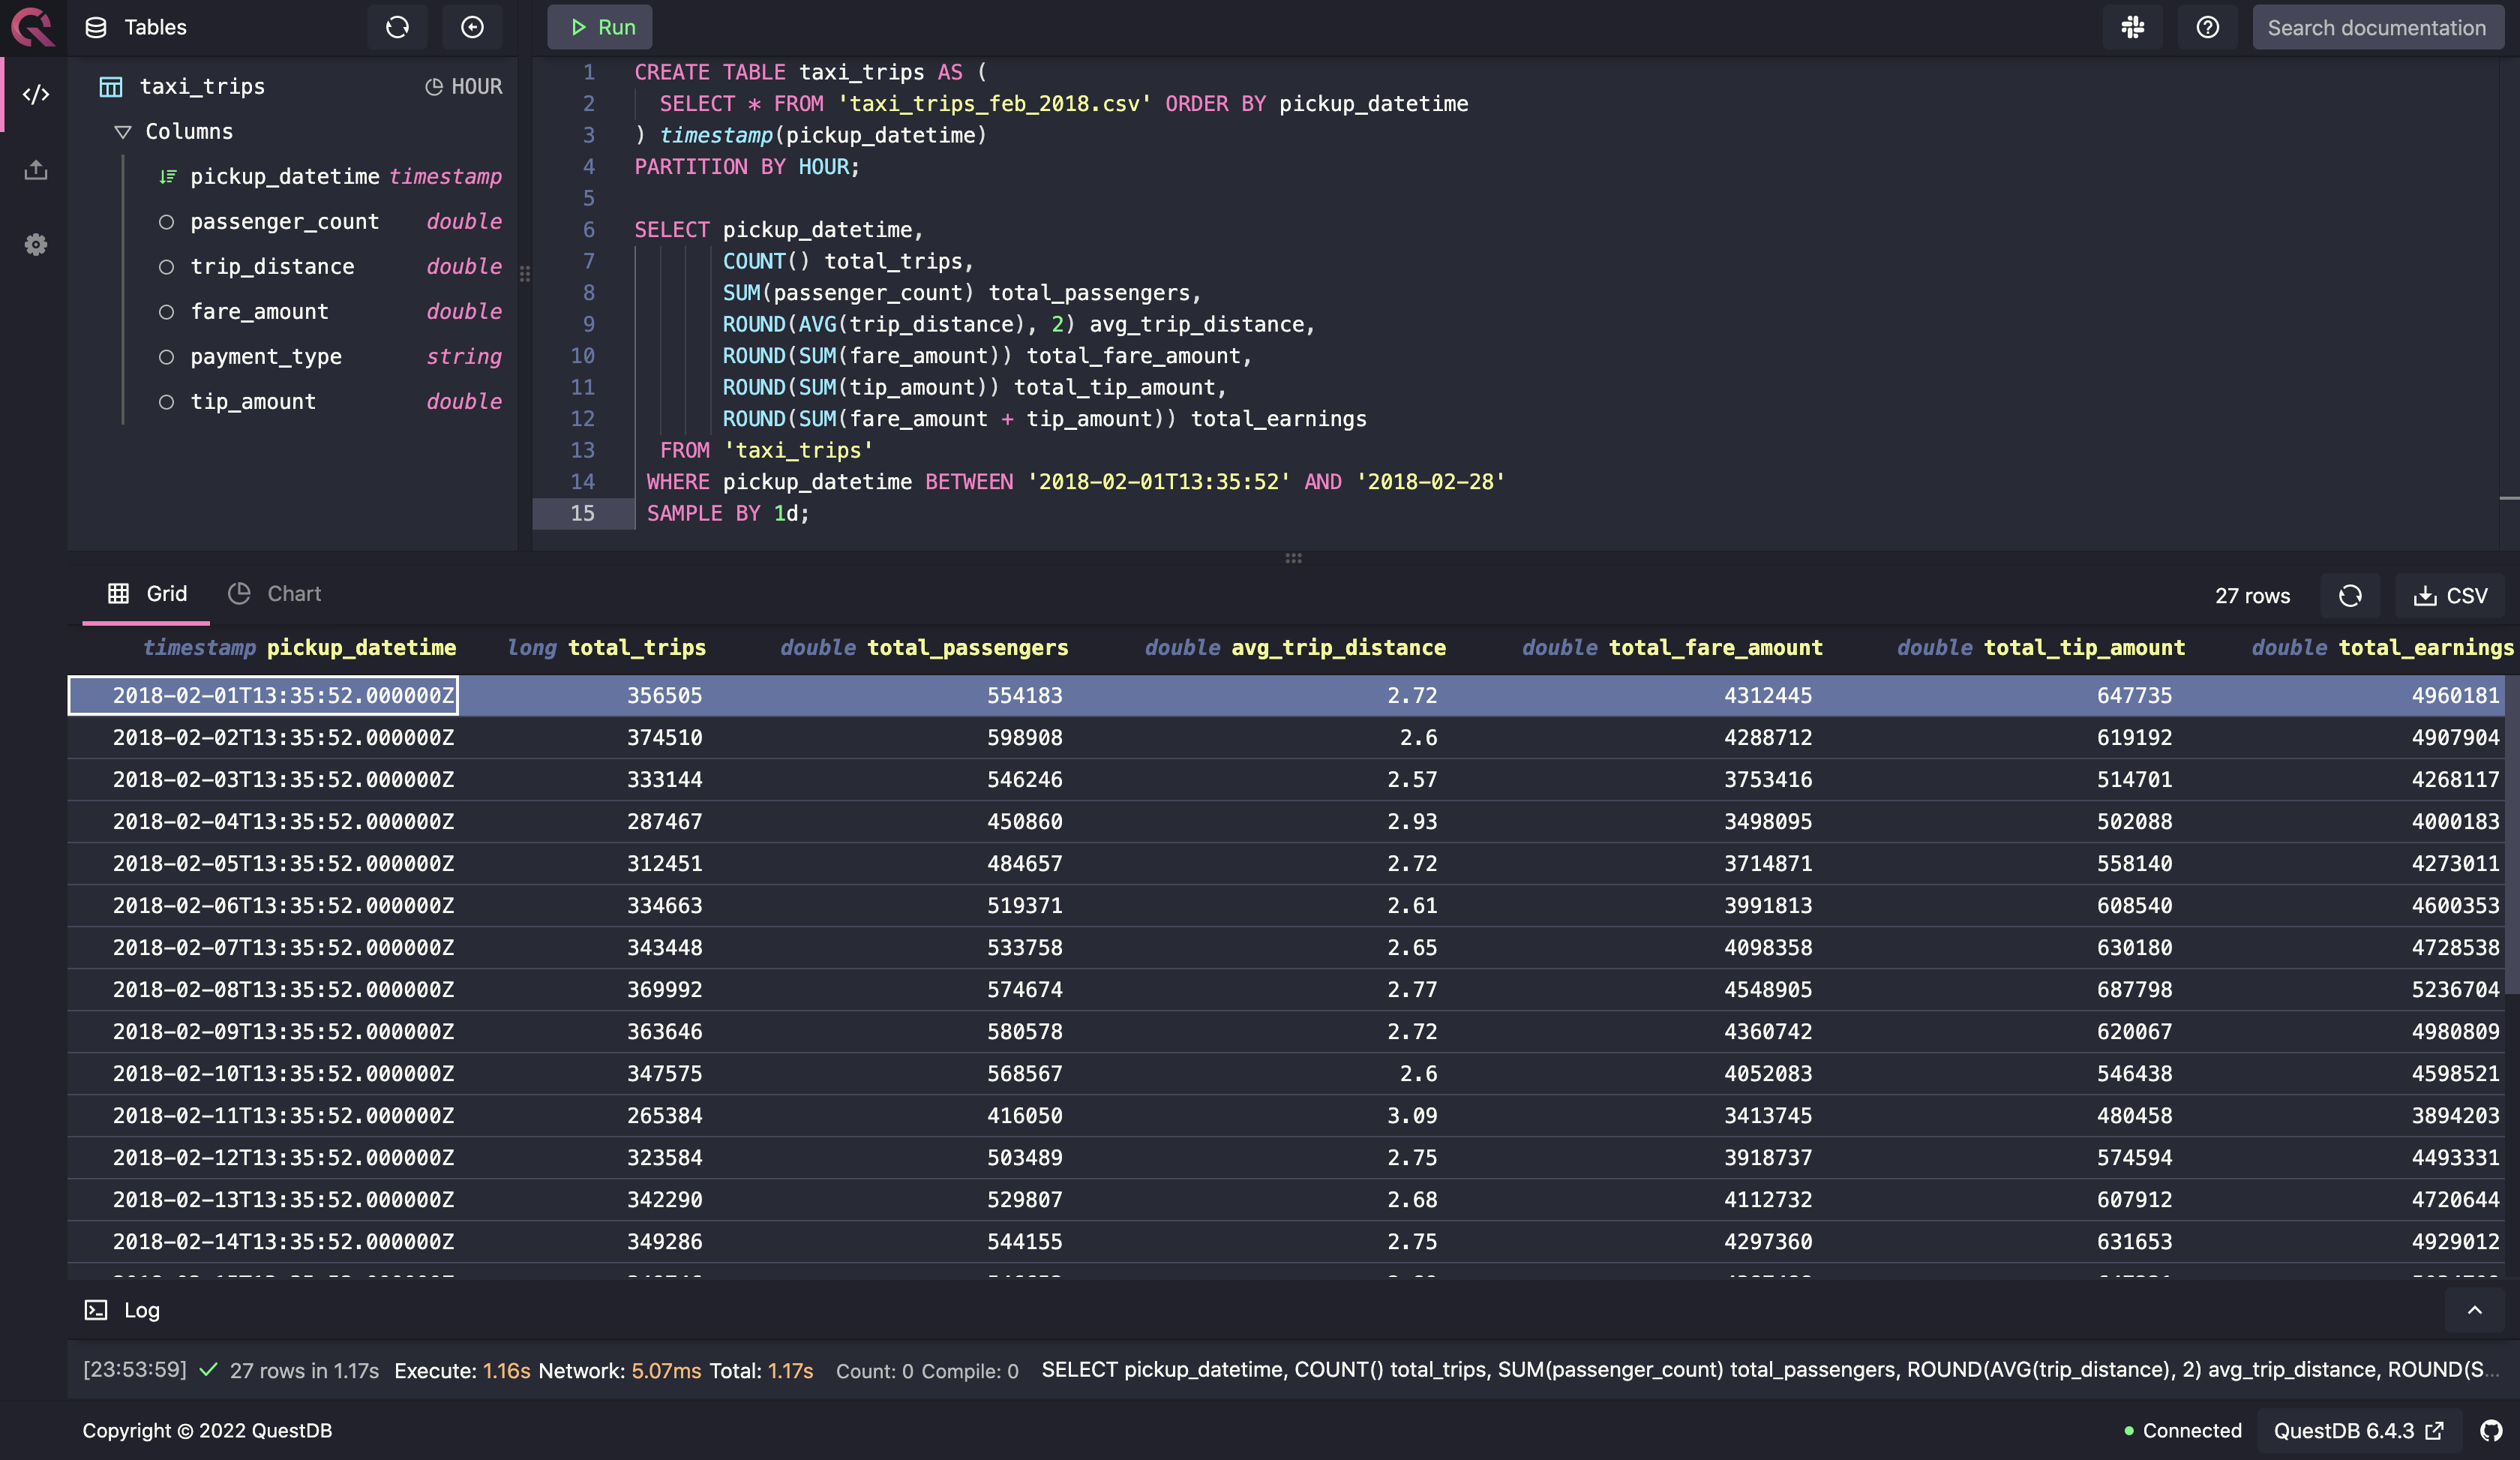 Tables
Run
Search documentation
taxi_trips HOUR
Columns
pickup_datetime timestamp
passenger_count double
trip_distance double
fare_amount double
payment_type string
tip_amount double
1 CREATE TABLE taxi_trips AS (
2 SELECT * FROM 'taxi_trips_feb_2018.csv' ORDER BY pickup_datetime
3 ) timestamp(pickup_datetime)
4 PARTITION BY HOUR;
5
6 SELECT pickup_datetime,
7 COUNT() total_trips,
8 SUM(passenger_count) total_passengers,
9 ROUND(AVG(trip_distance), 2) avg_trip_distance,
10 ROUND(SUM(fare_amount)) total_fare_amount,
11 ROUND(SUM(tip_amount)) total_tip_amount,
12 ROUND(SUM(fare_amount + tip_amount)) total_earnings
13 FROM 'taxi_trips'
14 WHERE pickup_datetime BETWEEN '2018-02-01T13:35:52' AND '2018-02-28'
15 SAMPLE BY 1d;
Grid Chart 27 rows CSV
timestamp pickup_datetime long total_trips double total_passengers double avg_trip_distance double total_fare_amount double total_tip_amount double total_earnings
2018-02-01T13:35:52.000000Z 356505 554183 2.72 4312445 647735 4960181
2018-02-02T13:35:52.000000Z 374510 598908 2.6 4288712 619192 4907904
2018-02-03T13:35:52.000000Z 333144 546246 2.57 3753416 514701 4268117
2018-02-04T13:35:52.000000Z 287467 450860 2.93 3498095 502088 4000183
2018-02-05T13:35:52.000000Z 312451 484657 2.72 3714871 558140 4273011
2018-02-06T13:35:52.000000Z 334663 519371 2.61 3991813 608540 4600353
2018-02-07T13:35:52.000000Z 343448 533758 2.65 4098358 630180 4728538
2018-02-08T13:35:52.000000Z 369992 574674 2.77 4548905 687798 5236704
2018-02-09T13:35:52.000000Z 363646 580578 2.72 4360742 620067 4980809
2018-02-10T13:35:52.000000Z 347575 568567 2.6 4052083 546438 4598521
2018-02-11T13:35:52.000000Z 265384 416050 3.09 3413745 480458 3894203
2018-02-12T13:35:52.000000Z 323584 503489 2.75 3918737 574594 4493331
2018-02-13T13:35:52.000000Z 342290 529807 2.68 4112732 607912 4720644
2018-02-14T13:35:52.000000Z 349286 544155 2.75 4297360 631653 4929012
Log
[23:53:59] 27 rows in 1.17s Execute: 1.16s Network: 5.07ms Total: 1.17s Count: 0 Compile: 0 SELECT pickup_datetime, COUNT() total_trips, SUM(passenger_count) total_passengers, ROUND(AVG(trip_distance), 2) avg_trip_distance, ROUND(S...
Copyright © 2022 QuestDB
Connected QuestDB 6.4.3